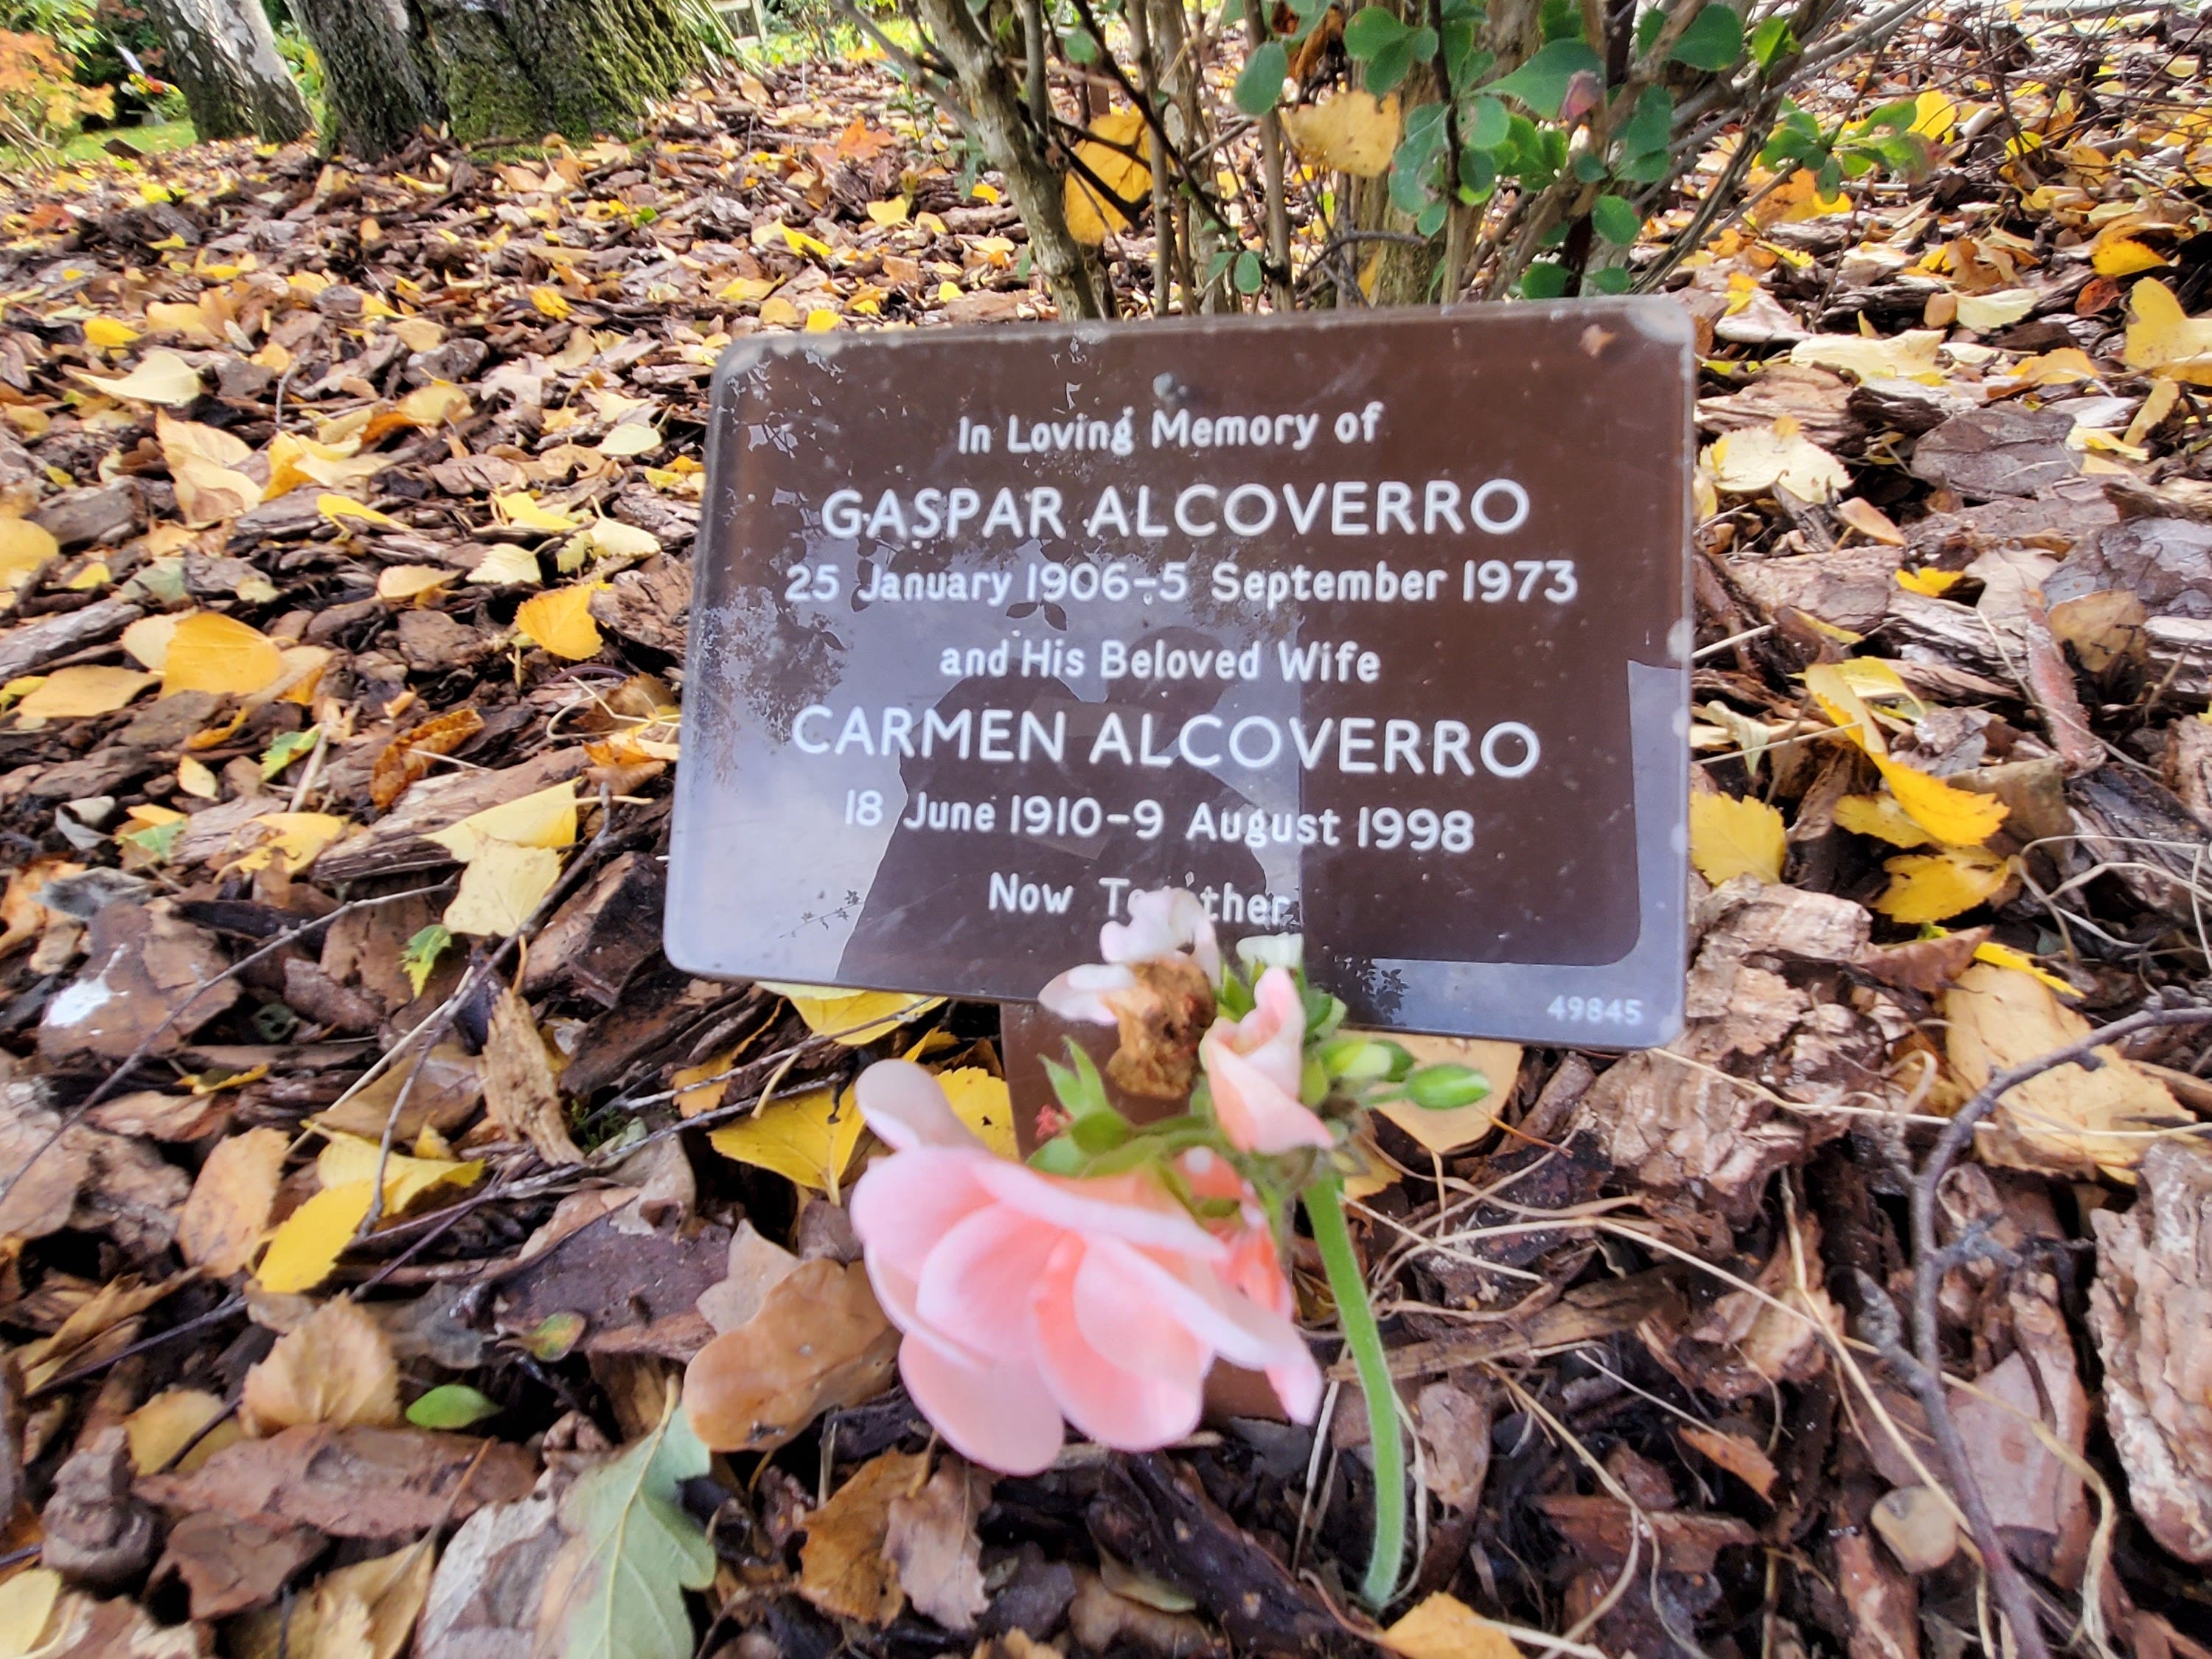 In Loving Memory of
GASPAR ALCOVERRO
25 January 1906-5 September 1973
and His Beloved Wife
CARMEN ALCOVERRO
18 June 1910-9 August 1998
Now Together
49845